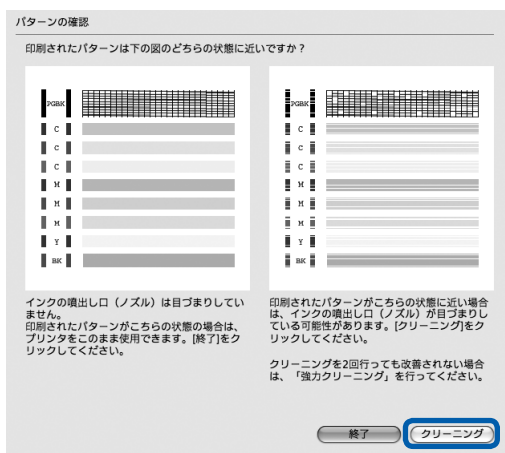 パターンの確認
印刷されたパターンは下の図のどちらの状態に近いですか？
PGBK
C
C
C
M
M
M
Y
BK
PGBK
C
C
C
M
M
M
Y
BK
インクの噴出し口（ノズル）は目づまりしてい
ません。
印刷されたパターンがこちらの状態の場合は、
プリンタをこのまま使用できます。[終了]をク
リックしてください。
印刷されたパターンがこちらの状態に近い場合
は、インクの噴出し口（ノズル）が目づまりし
ている可能性があります。[クリーニング]をク
リックしてください。
クリーニングを2回行っても改善されない場合
は、「強力クリーニング」を行ってください。
終了
クリーニング